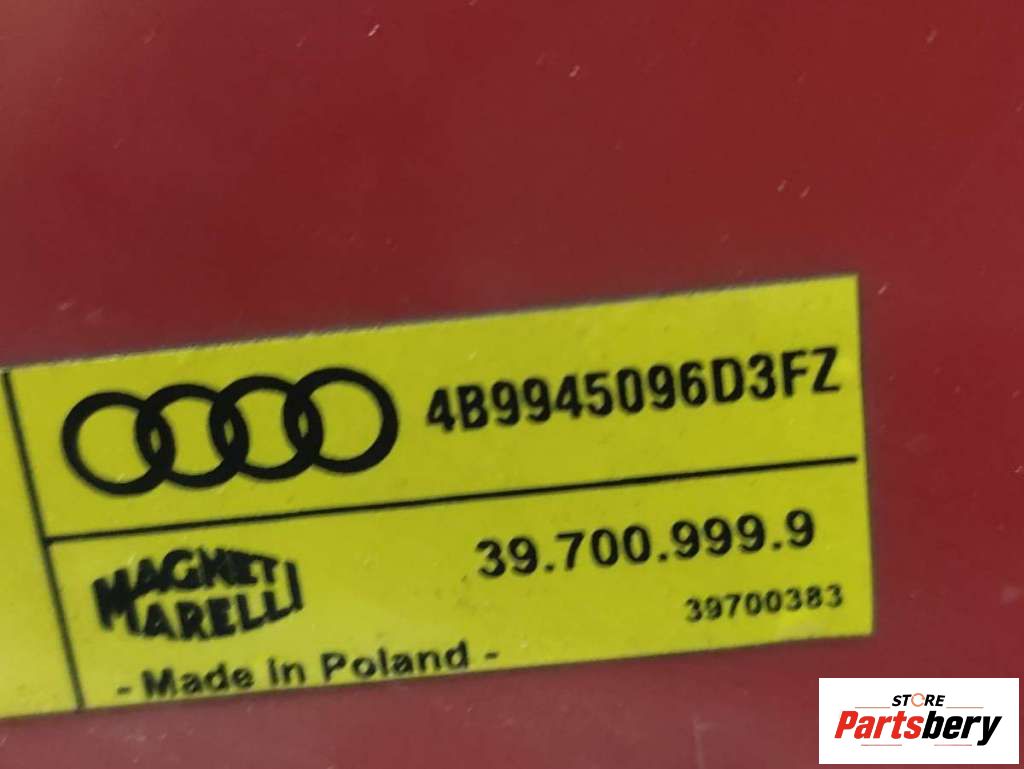 4B9945096D3FZ
39.700.999.9
MAGNETI
MARELLI
39700383
- Made in Poland -
STORE
Partsbery